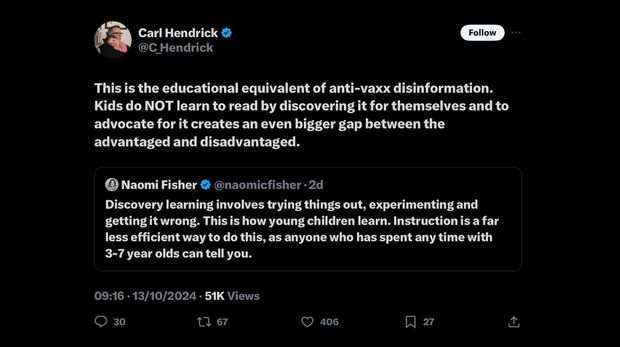 Carl Hendrick
Follow
@C_Hendrick
This is the educational equivalent of anti-vaxx disinformation.
Kids do NOT learn to read by discovering it for themselves and to
advocate for it creates an even bigger gap between the
advantaged and disadvantaged.
Naomi Fisher @naomicfisher · 2d
Discovery learning involves trying things out, experimenting and
getting it wrong. This is how young children learn. Instruction is a far
less efficient way to do this, as anyone who has spent any time with
3-7 year olds can tell you.
09:16 · 13/10/2024 · 51K Views
30 67 406 27